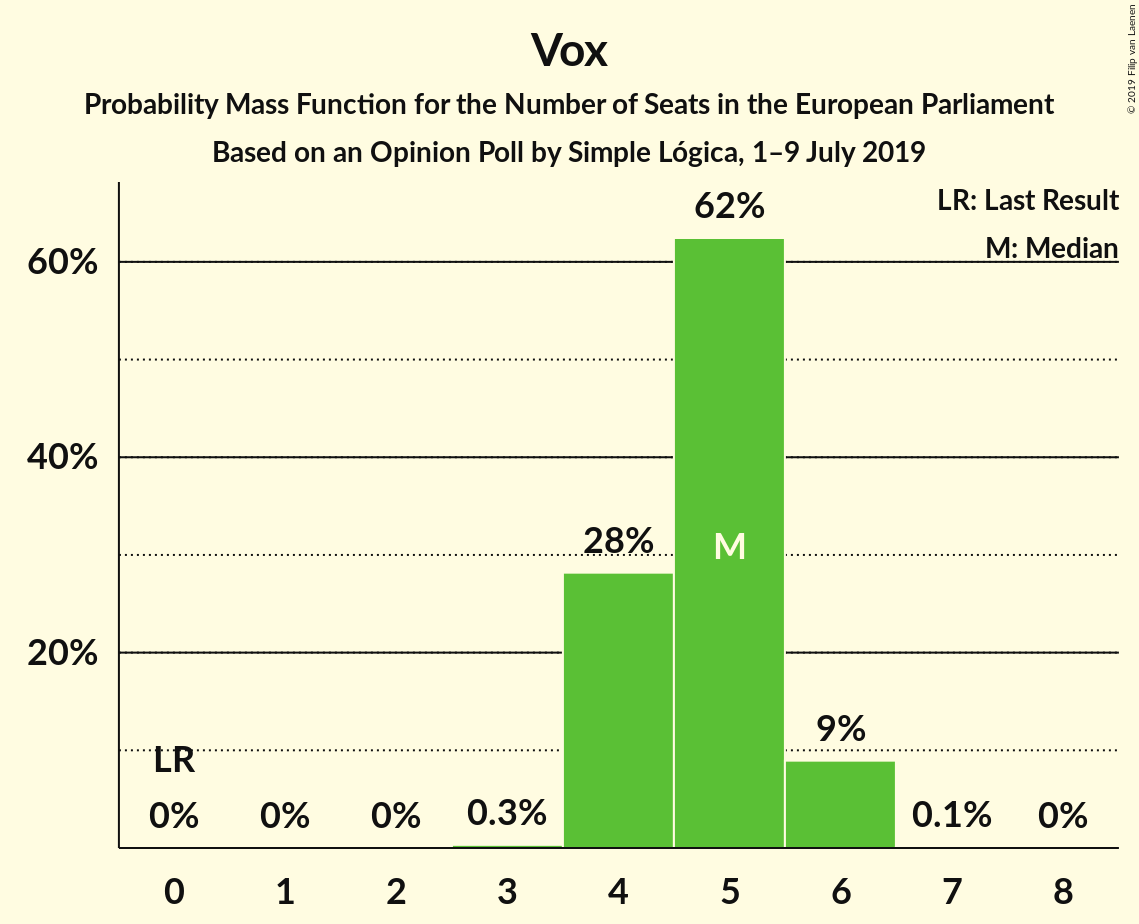 Vox
Probability Mass Function for the Number of Seats in the European Parliament
Based on an Opinion Poll by Simple Lógica, 1–9 July 2019
© 2019 Filip van Laenen
LR: Last Result
M: Median
60%
40%
20%
62%
28%
M
9%
LR
0%
0%
0%
0.3%
0.1%
0%
0
1
2
3
4
5
6
7
8